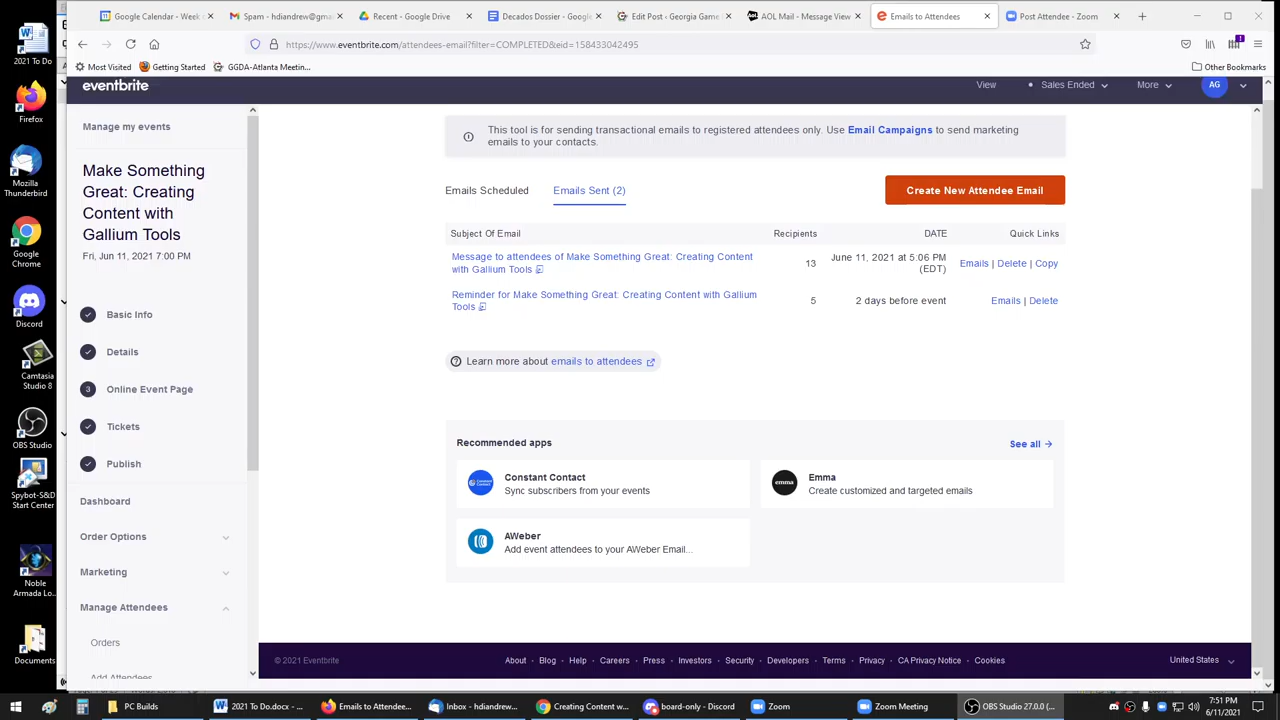 Google Calendar - Week o
Spam - hdiandrew@gmai
Recent - Google Drive
Decados Dossier - Google
Edit Post ‹ Georgia Game
AOL Mail - Message View
Emails to Attendees
Post Attendee - Zoom
https://www.eventbrite.com/attendees-email?filter=COMPLETED&eid=158433042495
Most Visited
Getting Started
GGDA-Atlanta Meetin...
Other Bookmarks
2021 To Do
Firefox
Mozilla Thunderbird
Google Chrome
Discord
Camtasia Studio 8
OBS Studio
Spybot-S&D Start Center
Noble Armada Lo...
Documents
eventbrite
View
Sales Ended
More
AG
Manage my events
Make Something
Great: Creating
Content with
Gallium Tools
Fri, Jun 11, 2021 7:00 PM
Basic Info
Details
3 Online Event Page
Tickets
Publish
Dashboard
Order Options
Marketing
Manage Attendees
Orders
Add Attendees
This tool is for sending transactional emails to registered attendees only. Use Email Campaigns to send marketing
emails to your contacts.
Emails Scheduled
Emails Sent (2)
Create New Attendee Email
Subject Of Email Recipients DATE Quick Links
Message to attendees of Make Something Great: Creating Content
with Gallium Tools
13
June 11, 2021 at 5:06 PM
(EDT)
Emails | Delete | Copy
Reminder for Make Something Great: Creating Content with Gallium
Tools
5
2 days before event
Emails | Delete
Learn more about emails to attendees
Recommended apps
See all →
Constant Contact
Sync subscribers from your events
emma
Emma
Create customized and targeted emails
AWeber
Add event attendees to your AWeber Email...
© 2021 Eventbrite
About · Blog · Help · Careers · Press · Investors · Security · Developers · Terms · Privacy · CA Privacy Notice · Cookies
United States
PC Builds
2021 To Do.docx - ...
Emails to Attendee...
Inbox - hdiandrew...
Creating Content w...
board-only - Discord
Zoom
Zoom Meeting
OBS Studio 27.0.0 (...
7:51 PM
6/11/2021